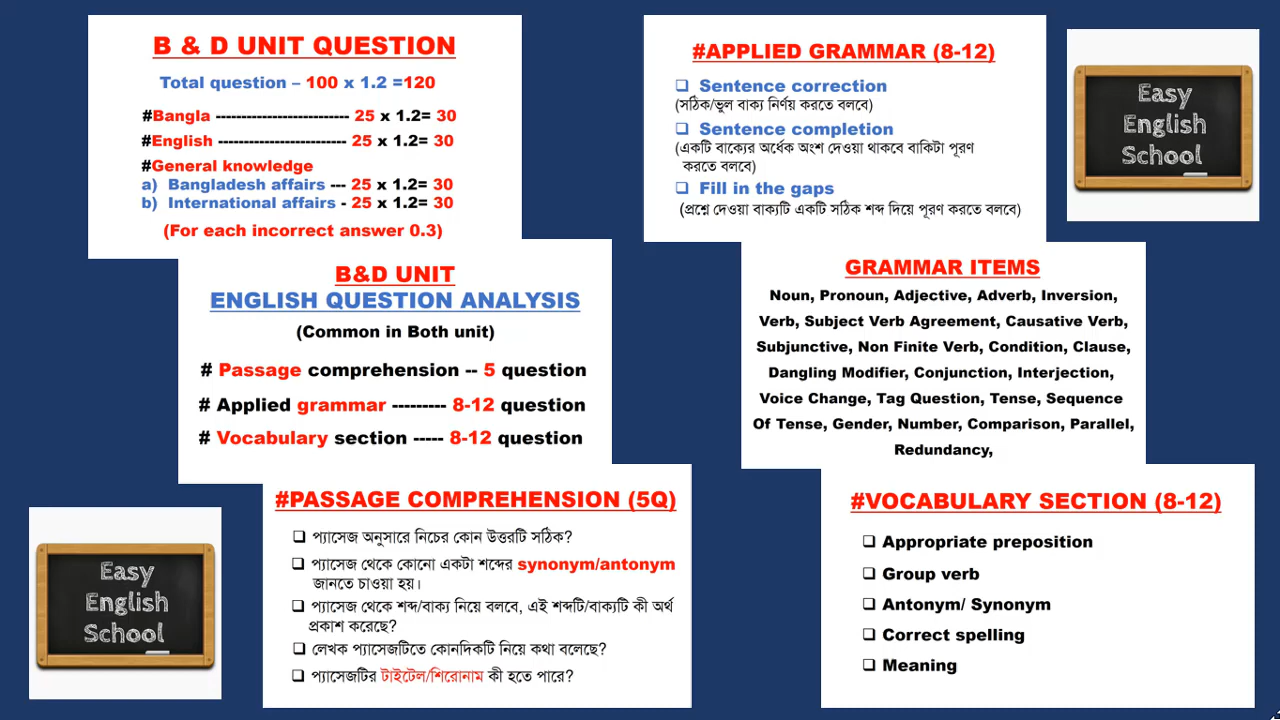 B & D UNIT QUESTION
Total question – 100 x 1.2 =120
#Bangla -------------------------- 25 x 1.2= 30
#English ------------------------- 25 x 1.2= 30
#General knowledge
a) Bangladesh affairs --- 25 x 1.2= 30
b) International affairs - 25 x 1.2= 30
(For each incorrect answer 0.3)
B&D UNIT
ENGLISH QUESTION ANALYSIS
(Common in Both unit)
# Passage comprehension -- 5 question
# Applied grammar --------- 8-12 question
# Vocabulary section ----- 8-12 question
#PASSAGE COMPREHENSION (5Q)
❑ প্যাসেজ অনুসারে নিচের কোন উত্তরটি সঠিক?
❑ প্যাসেজ থেকে কোনো একটা শব্দের synonym/antonym
জানতে চাওয়া হয়।
❑ প্যাসেজ থেকে শব্দ/বাক্য নিয়ে বলবে, এই শব্দটি/বাক্যটি কী অর্থ
প্রকাশ করেছে?
❑ লেখক প্যাসেজটিতে কোনদিকটি নিয়ে কথা বলেছে?
❑ প্যাসেজটির টাইটেল/শিরোনাম কী হতে পারে?
Easy
English
School
#APPLIED GRAMMAR (8-12)
❑ Sentence correction
(সঠিক/ভুল বাক্য নির্ণয় করতে বলবে)
❑ Sentence completion
(একটি বাক্যের অর্ধেক অংশ দেওয়া থাকবে বাকিটা পূরণ
করতে বলবে)
❑ Fill in the gaps
(প্রশ্নে দেওয়া বাক্যটি একটি সঠিক শব্দ দিয়ে পূরণ করতে বলবে)
Easy
English
School
GRAMMAR ITEMS
Noun, Pronoun, Adjective, Adverb, Inversion,
Verb, Subject Verb Agreement, Causative Verb,
Subjunctive, Non Finite Verb, Condition, Clause,
Dangling Modifier, Conjunction, Interjection,
Voice Change, Tag Question, Tense, Sequence
Of Tense, Gender, Number, Comparison, Parallel,
Redundancy,
#VOCABULARY SECTION (8-12)
❑ Appropriate preposition
❑ Group verb
❑ Antonym/ Synonym
❑ Correct spelling
❑ Meaning